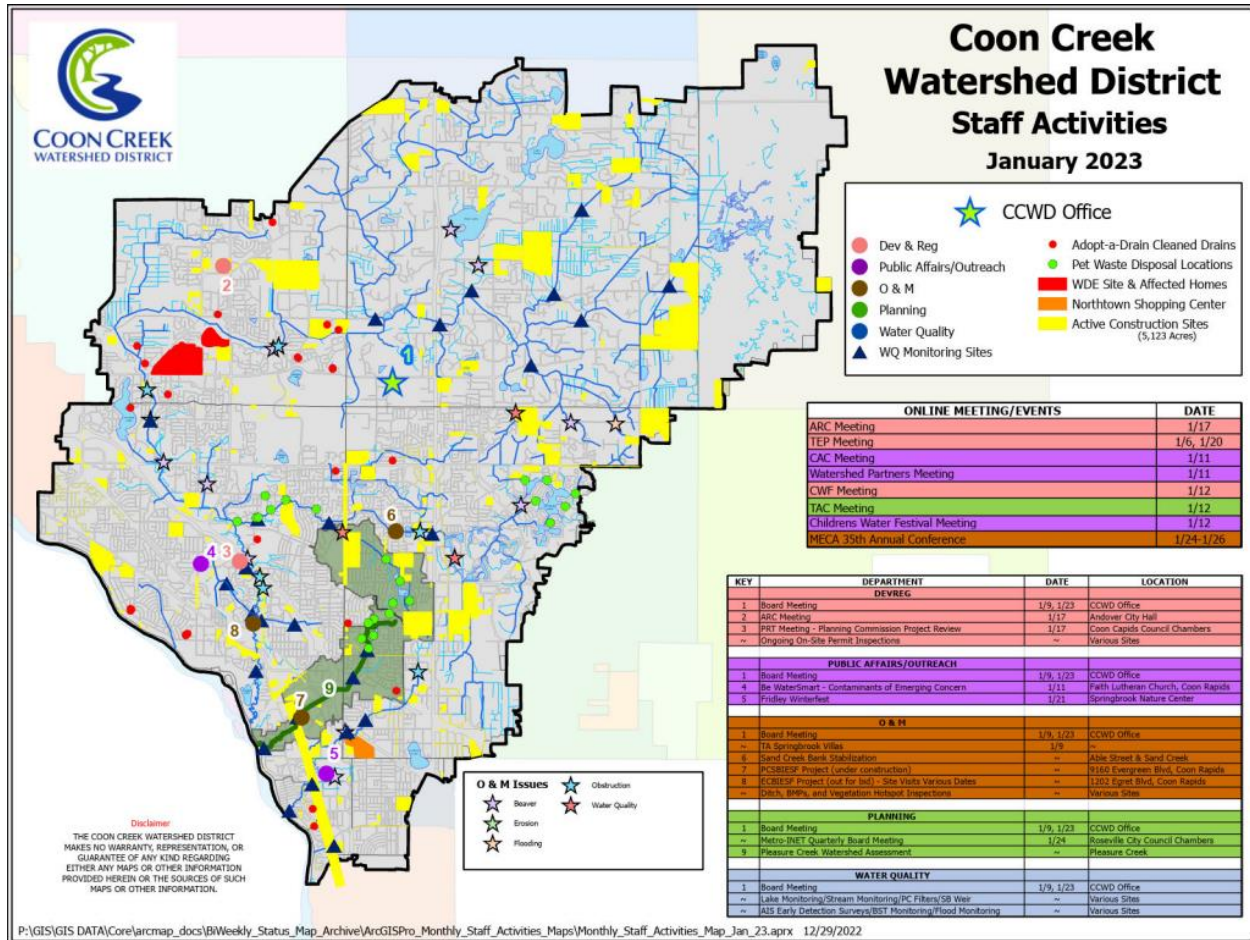 COON CREEK
WATERSHED DISTRICT
Coon Creek
Watershed District
Staff Activities
January 2023
CCWD Office
Dev & Reg
Public Affairs/Outreach
O & M
Planning
Water Quality
WQ Monitoring Sites
Adopt-a-Drain Cleaned Drains
Pet Waste Disposal Locations
WDE Site & Affected Homes
Northtown Shopping Center
Active Construction Sites
(5,123 Acres)
2
1
6
4 3
8
9
7
5
ONLINE MEETING/EVENTS DATE
ARC Meeting 1/17
TEP Meeting 1/6, 1/20
CAC Meeting 1/11
Watershed Partners Meeting 1/11
CWF Meeting 1/12
TAC Meeting 1/12
Childrens Water Festival Meeting 1/12
MECA 35th Annual Conference 1/24-1/26
KEY DEPARTMENT DATE LOCATION
DEVREG
1 Board Meeting 1/9, 1/23 CCWD Office
2 ARC Meeting 1/17 Andover City Hall
3 PRT Meeting - Planning Commission Project Review 1/17 Coon Capids Council Chambers
~ Ongoing On-Site Permit Inspections ~ Various Sites
PUBLIC AFFAIRS/OUTREACH
1 Board Meeting 1/9, 1/23 CCWD Office
4 Be WaterSmart - Contaminants of Emerging Concern 1/11 Faith Lutheran Church, Coon Rapids
5 Fridley Winterfest 1/21 Springbrook Nature Center
O & M
1 Board Meeting 1/9, 1/23 CCWD Office
~ TA Springbrook Villas 1/9 ~
6 Sand Creek Bank Stabilization ~ Able Street & Sand Creek
7 PCSBIESF Project (under construction) ~ 9160 Evergreen Blvd, Coon Rapids
8 ECBIESF Project (out for bid) - Site Visits Various Dates ~ 1202 Egret Blvd, Coon Rapids
~ Ditch, BMPs, and Vegetation Hotspot Inspections ~ Various Sites
PLANNING
1 Board Meeting 1/9, 1/23 CCWD Office
~ Metro-INET Quarterly Board Meeting 1/24 Roseville City Council Chambers
9 Pleasure Creek Watershed Assessment ~ Pleasure Creek
WATER QUALITY
1 Board Meeting 1/9, 1/23 CCWD Office
~ Lake Monitoring/Stream Monitoring/PC Filters/SB Weir ~ Various Sites
~ AIS Early Detection Surveys/BST Monitoring/Flood Monitoring ~ Various Sites
O & M Issues
Beaver
Erosion
Flooding
Obstruction
Water Quality
Disclaimer
THE COON CREEK WATERSHED DISTRICT
MAKES NO WARRANTY, REPRESENTATION, OR
GUARANTEE OF ANY KIND REGARDING
EITHER ANY MAPS OR OTHER INFORMATION
PROVIDED HEREIN OR THE SOURCES OF SUCH
MAPS OR OTHER INFORMATION.
P:\GIS\GIS DATA\Core\arcmap_docs\BiWeekly_Status_Map_Archive\ArcGISPro_Monthly_Staff_Activities_Maps\Monthly_Staff_Activities_Map_Jan_23.aprx 12/29/2022